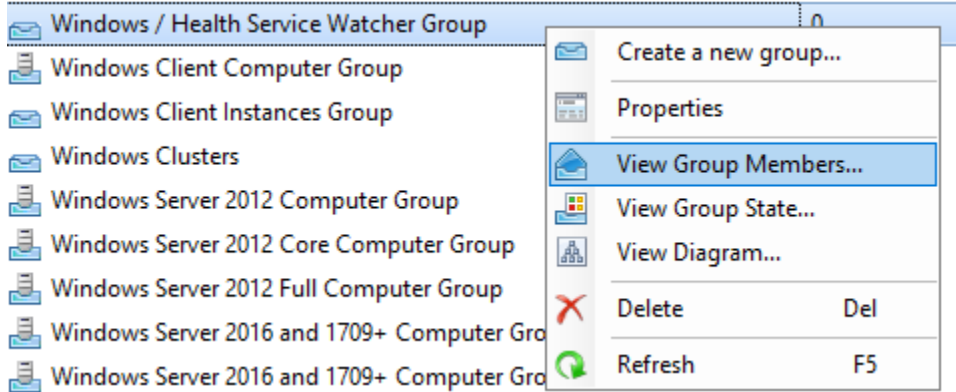 Windows / Health Service Watcher Group 0
Windows Client Computer Group
Windows Client Instances Group
Windows Clusters
Windows Server 2012 Computer Group
Windows Server 2012 Core Computer Group
Windows Server 2012 Full Computer Group
Windows Server 2016 and 1709+ Computer Gro
Windows Server 2016 and 1709+ Computer Gro
Create a new group...
Properties
View Group Members...
View Group State...
View Diagram...
Delete Del
Refresh F5